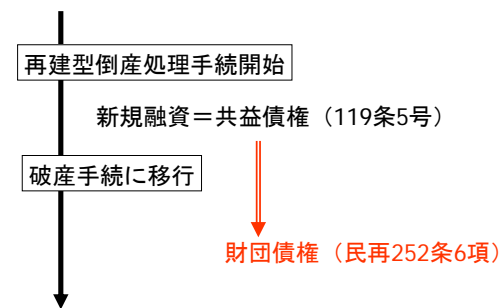 再建型倒産処理手続開始
新規融資＝共益債権（119条5号）
破産手続に移行
財団債権（民再252条6項）